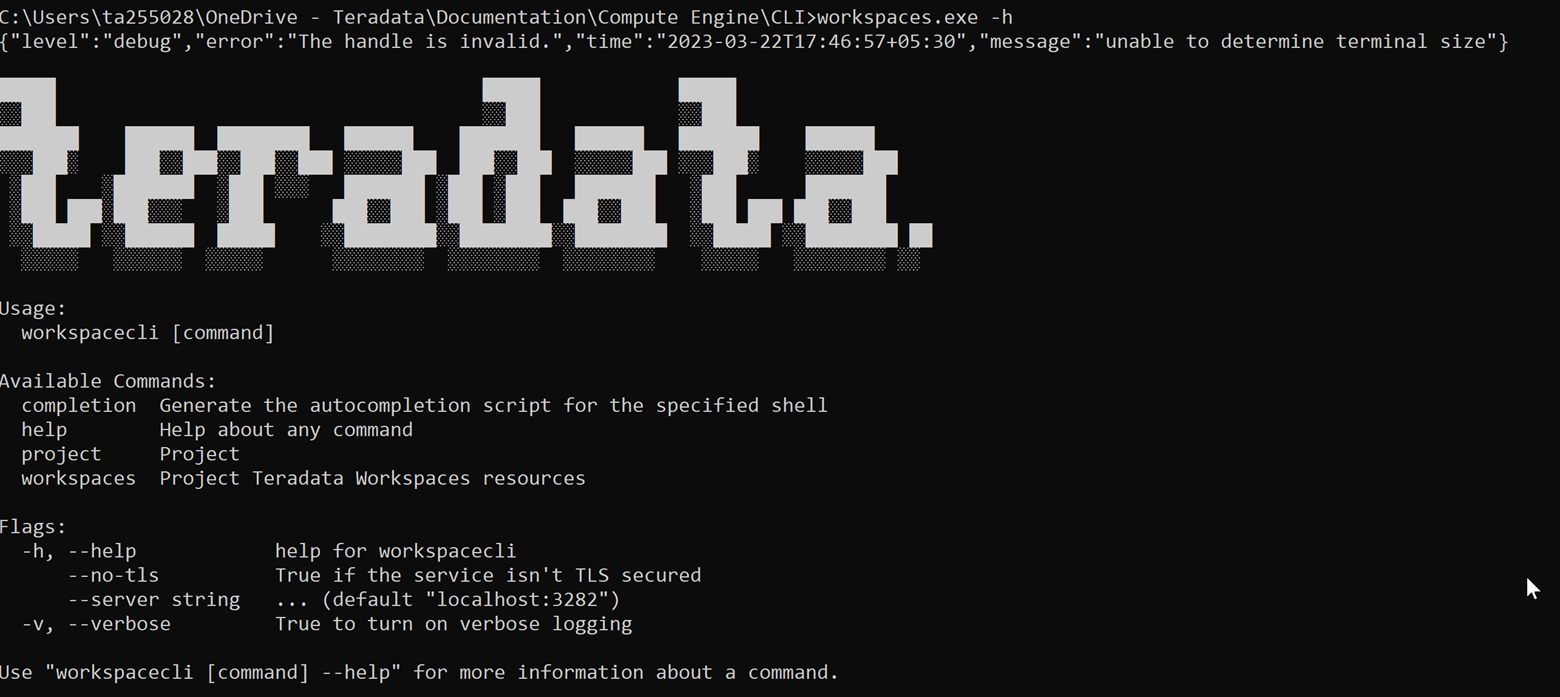 C:\Users\ta255028\OneDrive - Teradata\Documentation\Compute Engine\CLI>workspaces.exe -h
{"level":"debug","error":"The handle is invalid.","time":"2023-03-22T17:46:57+05:30","message":"unable to determine terminal size"}
teradata.
Usage:
  workspacecli [command]
Available Commands:
  completion  Generate the autocompletion script for the specified shell
  help        Help about any command
  project     Project
  workspaces  Project Teradata Workspaces resources
Flags:
  -h, --help            help for workspacecli
      --no-tls          True if the service isn't TLS secured
      --server string   ... (default "localhost:3282")
  -v, --verbose         True to turn on verbose logging
Use "workspacecli [command] --help" for more information about a command.